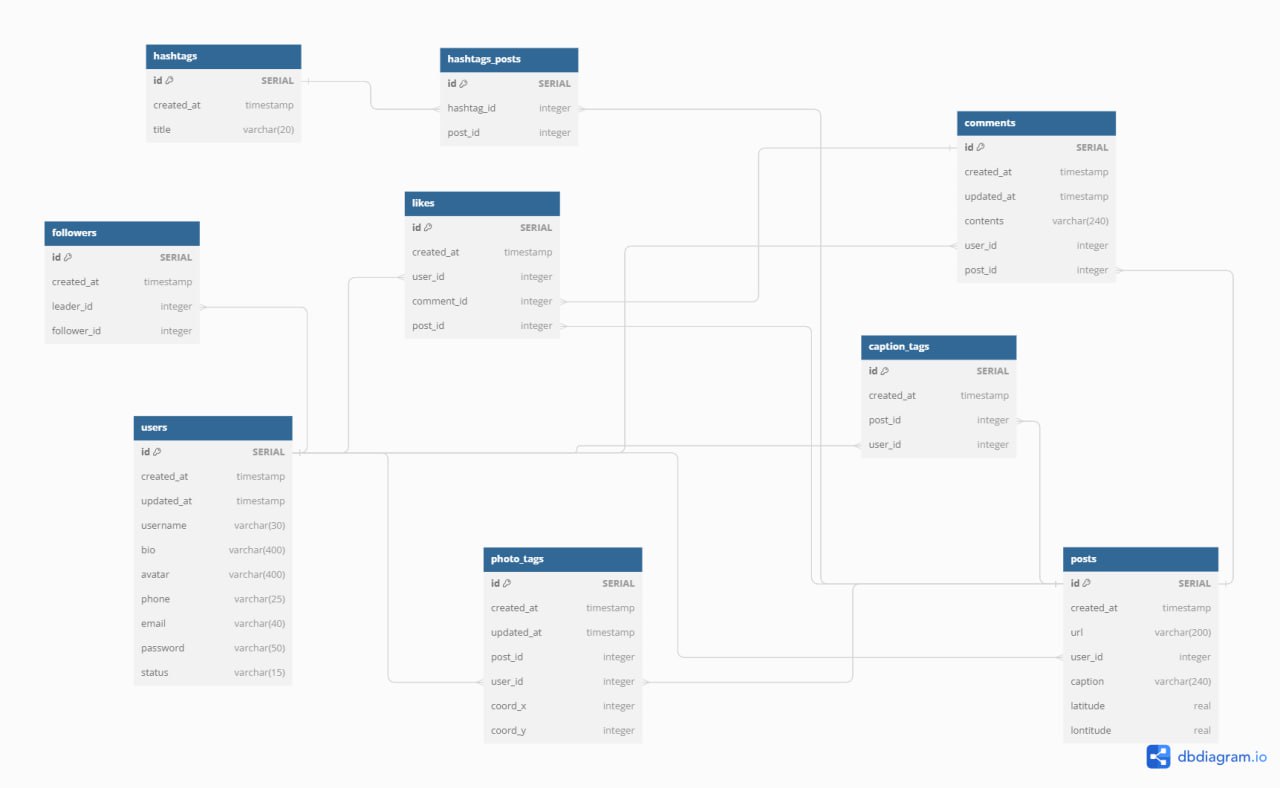 hashtags
id SERIAL
created_at timestamp
title varchar(20)
hashtags_posts
id SERIAL
hashtag_id integer
post_id integer
comments
id SERIAL
created_at timestamp
updated_at timestamp
contents varchar(240)
user_id integer
post_id integer
likes
id SERIAL
created_at timestamp
user_id integer
comment_id integer
post_id integer
followers
id SERIAL
created_at timestamp
leader_id integer
follower_id integer
caption_tags
id SERIAL
created_at timestamp
post_id integer
user_id integer
users
id SERIAL
created_at timestamp
updated_at timestamp
username varchar(30)
bio varchar(400)
avatar varchar(400)
phone varchar(25)
email varchar(40)
password varchar(50)
status varchar(15)
photo_tags
id SERIAL
created_at timestamp
updated_at timestamp
post_id integer
user_id integer
coord_x integer
coord_y integer
posts
id SERIAL
created_at timestamp
url varchar(200)
user_id integer
caption varchar(240)
latitude real
lontitude real
dbdiagram.io